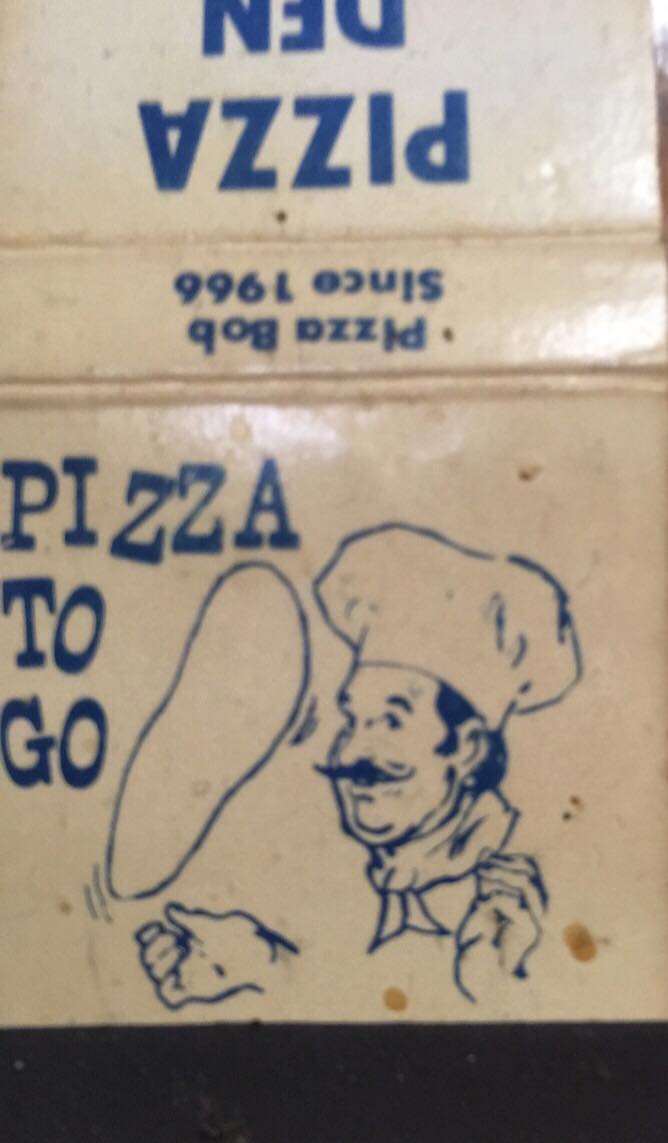 PIZZA
DEN
Pizza Bob
Since 1966
PIZZA
TO
GO